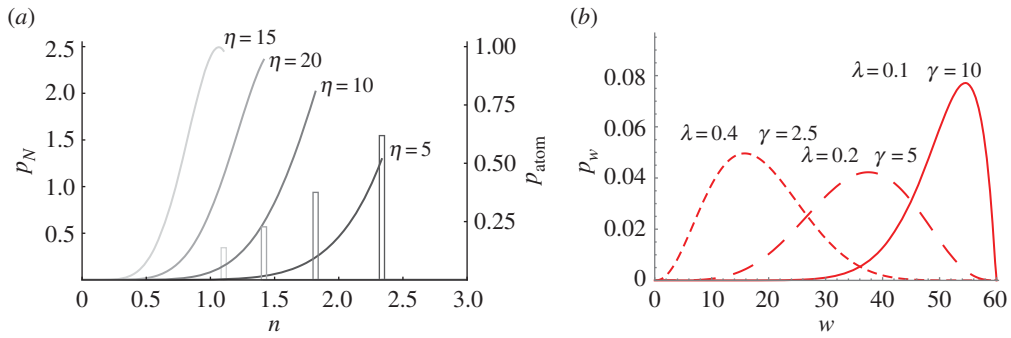 (a)
2.5
2.0
1.5
1.0
0.5
p_N
η = 15
η = 20
η = 10
η = 5
1.00
0.75
0.50
0.25
p_atom
0 0.5 1.0 1.5 2.0 2.5 3.0
n
(b)
0.08
0.06
0.04
0.02
0
p_w
λ = 0.1 γ = 10
λ = 0.4 γ = 2.5
λ = 0.2 γ = 5
0 10 20 30 40 50 60
w